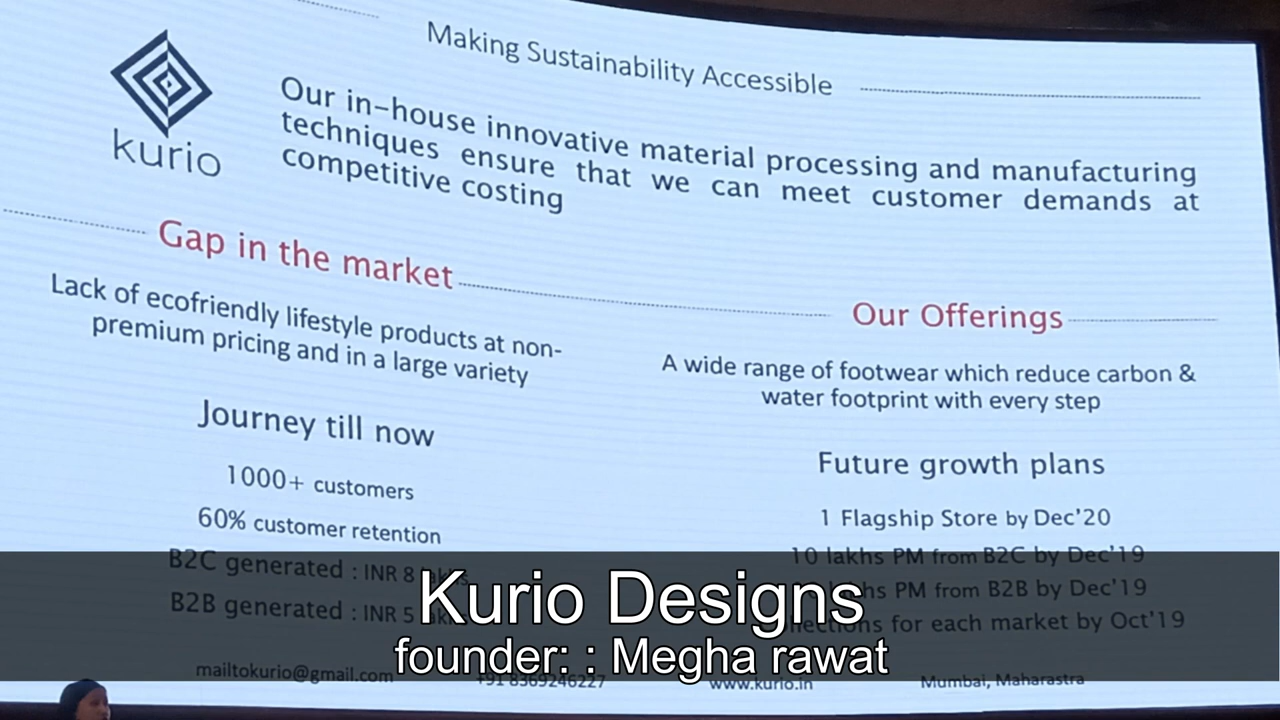 Making Sustainability Accessible
kurio
Our in-house innovative material processing and manufacturing
techniques ensure that we can meet customer demands at
competitive costing
Gap in the market
Lack of ecofriendly lifestyle products at non-
premium pricing and in a large variety
Journey till now
1000+ customers
60% customer retention
B2C generated : INR 8
B2B generated : INR 5
Our Offerings
A wide range of footwear which reduce carbon &
water footprint with every step
Future growth plans
1 Flagship Store by Dec'20
10 lakhs PM from B2C by Dec'19
PM from B2B by Dec'19
for each market by Oct'19
Kurio Designs
founder: : Megha rawat
mailtokurio@gmail.com +91 8369246227 www.kurio.in Mumbai, Maharastra